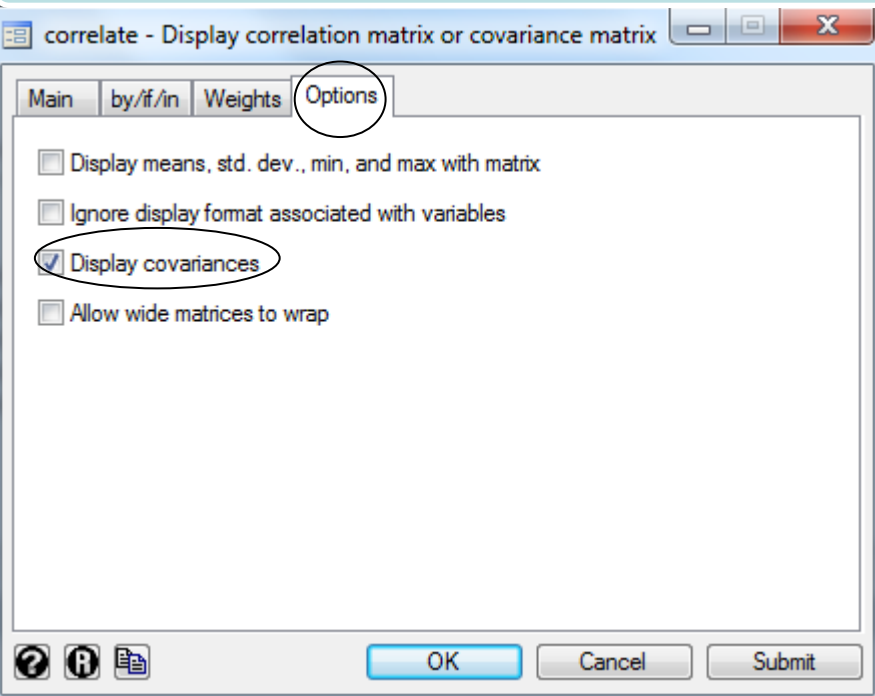 correlate - Display correlation matrix or covariance matrix
Main by/if/in Weights Options
Display means, std. dev., min, and max with matrix
Ignore display format associated with variables
Display covariances
Allow wide matrices to wrap
? R OK Cancel Submit